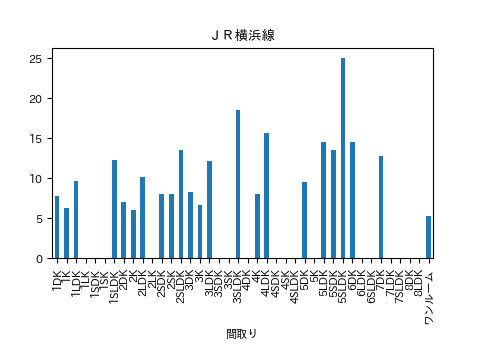 ＪＲ横浜線
25
20
15
10
5
0
1DK
1K
1LDK
1LK
1SDK
1SK
1SLDK
2DK
2K
2LDK
2LK
2SDK
2SK
2SLDK
3DK
3K
3LDK
3SDK
3SK
3SLDK
4DK
4K
4LDK
4SDK
4SK
4SLDK
5DK
5K
5LDK
5SDK
5SLDK
6DK
6LDK
6SLDK
7DK
7LDK
7SLDK
8DK
8LDK
ワンルーム
間取り